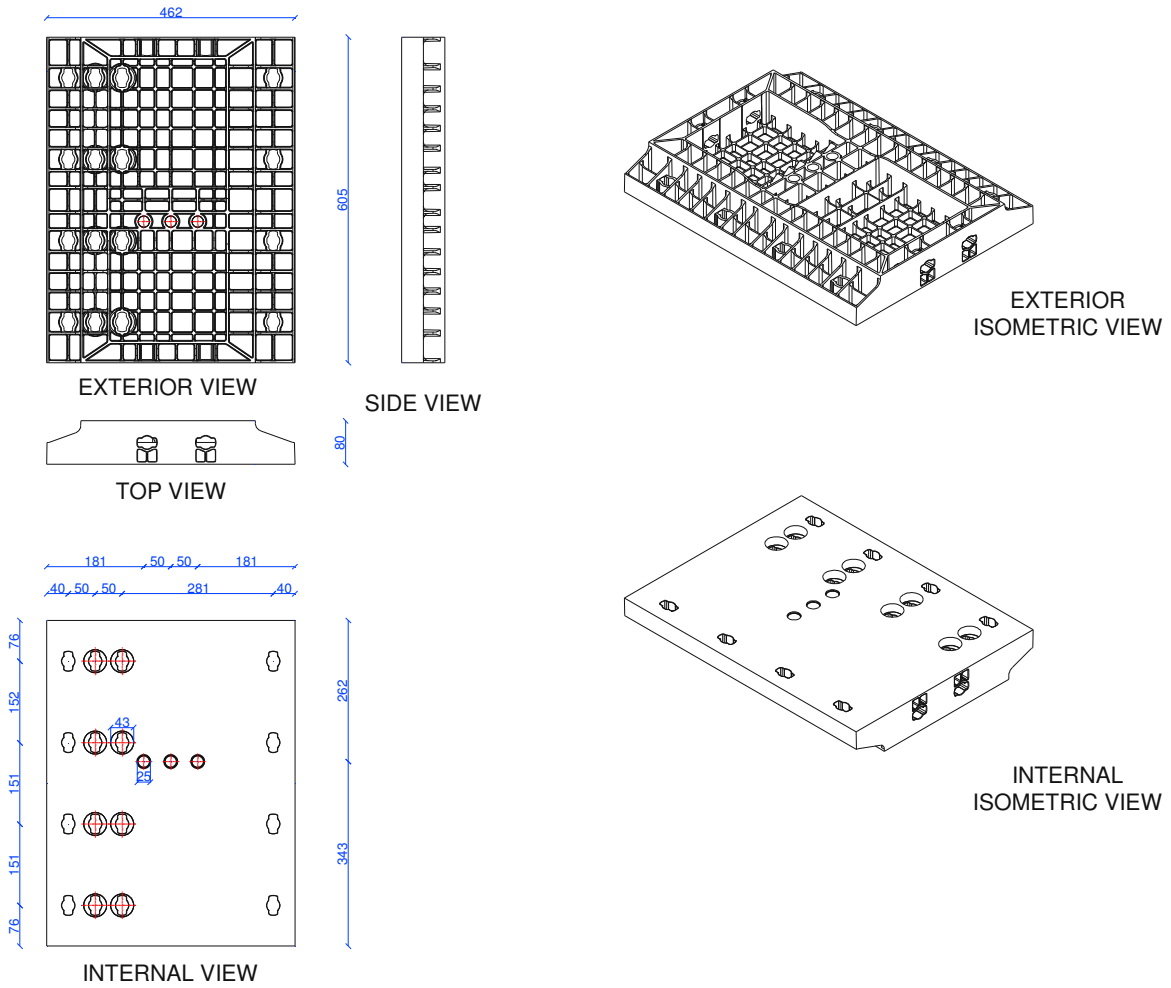 462
605
EXTERIOR VIEW
SIDE VIEW
EXTERIOR
ISOMETRIC VIEW
80
TOP VIEW
181 50 50 181
40 50 50 281 40
76
152
151
151
76
43
25
262
343
INTERNAL VIEW
INTERNAL
ISOMETRIC VIEW